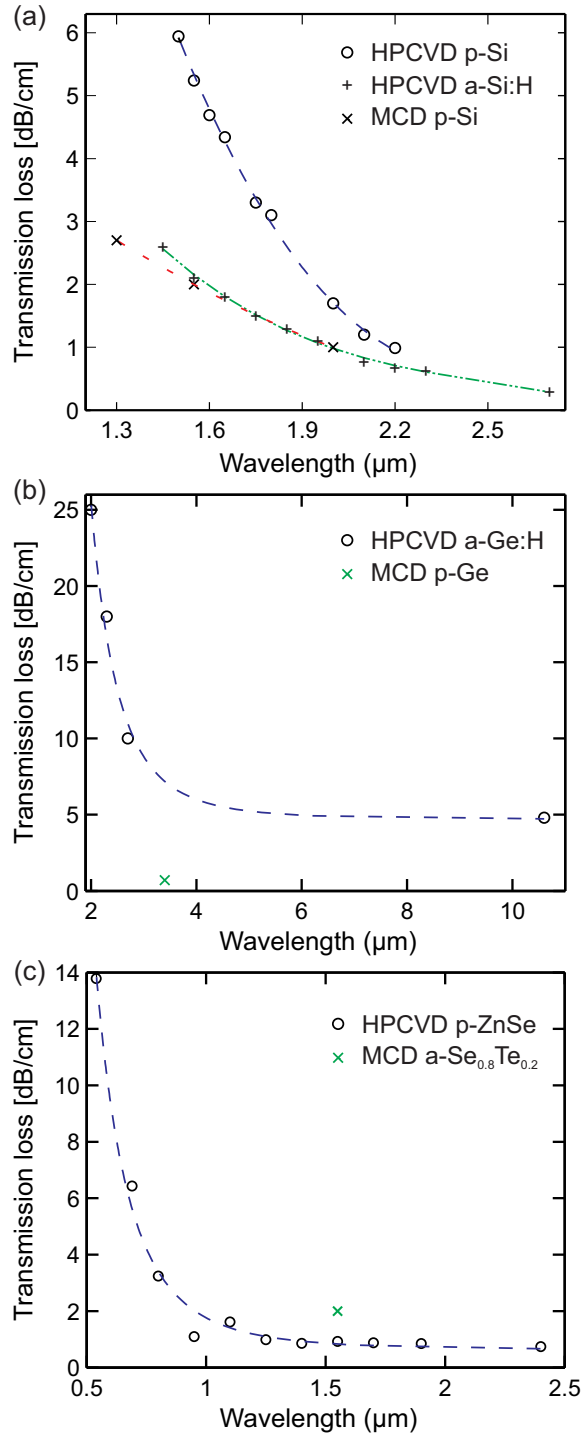 (a)
HPCVD p-Si
HPCVD a-Si:H
MCD p-Si
Transmission loss [dB/cm]
6
5
4
3
2
1
0
1.3 1.6 1.9 2.2 2.5
Wavelength (µm)
(b)
HPCVD a-Ge:H
MCD p-Ge
Transmission loss [dB/cm]
25
20
15
10
5
0
2 4 6 8 10
Wavelength (µm)
(c)
HPCVD p-ZnSe
MCD a-Se0.8Te0.2
Transmission loss [dB/cm]
14
12
10
8
6
4
2
0
0.5 1 1.5 2 2.5
Wavelength (µm)